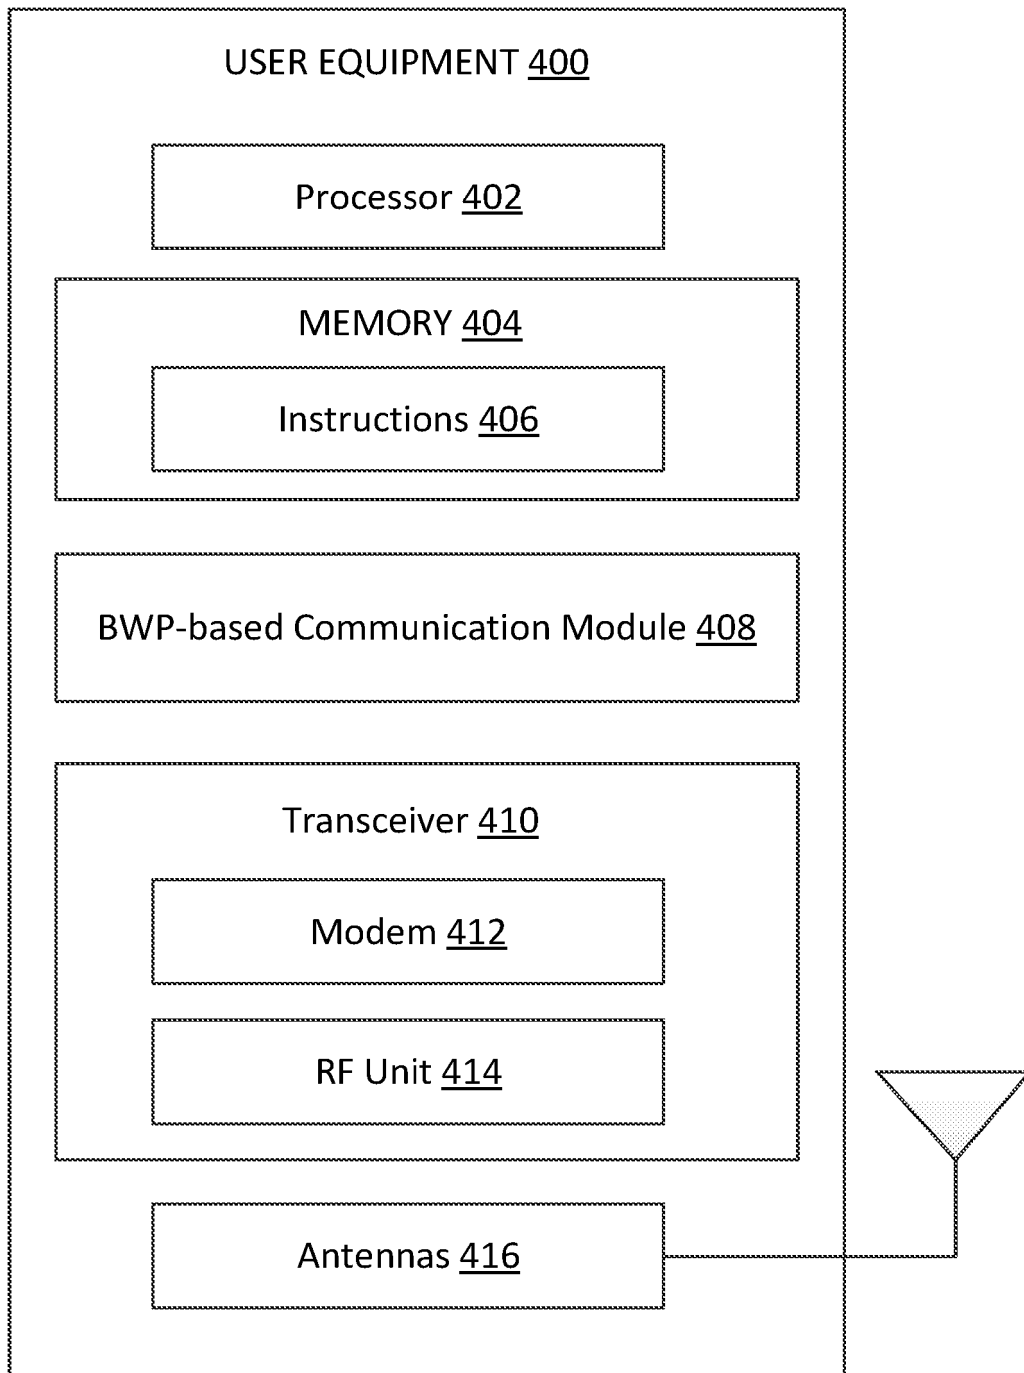 USER EQUIPMENT 400
Processor 402
MEMORY 404
Instructions 406
BWP-based Communication Module 408
Transceiver 410
Modem 412
RF Unit 414
Antennas 416